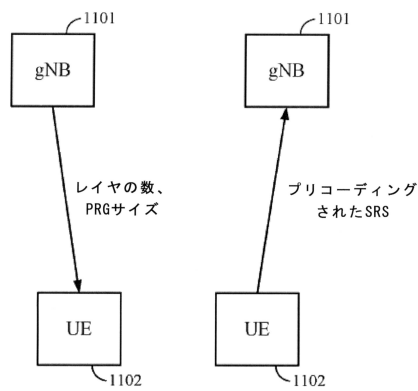 1101
gNB
レイヤの数、
PRGサイズ
UE
1102
1101
gNB
プリコーディング
されたSRS
UE
1102